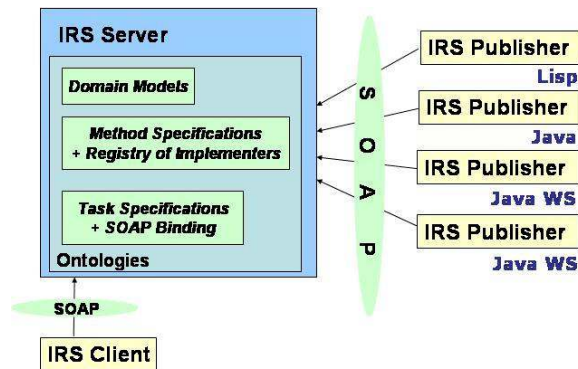 IRS Server
Domain Models
Method Specifications
+ Registry of Implementers
Task Specifications
+ SOAP Binding
Ontologies
SOAP
IRS Client
S
O
A
P
IRS Publisher
Lisp
IRS Publisher
Java
IRS Publisher
Java WS
IRS Publisher
Java WS